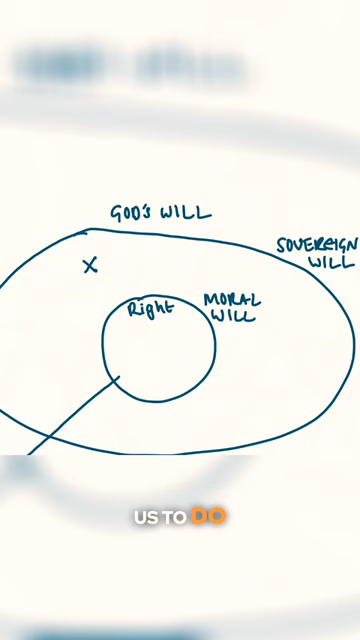 GOD'S WILL
SOVEREIGN
WILL
X
Right
MORAL
WILL
US TO DO